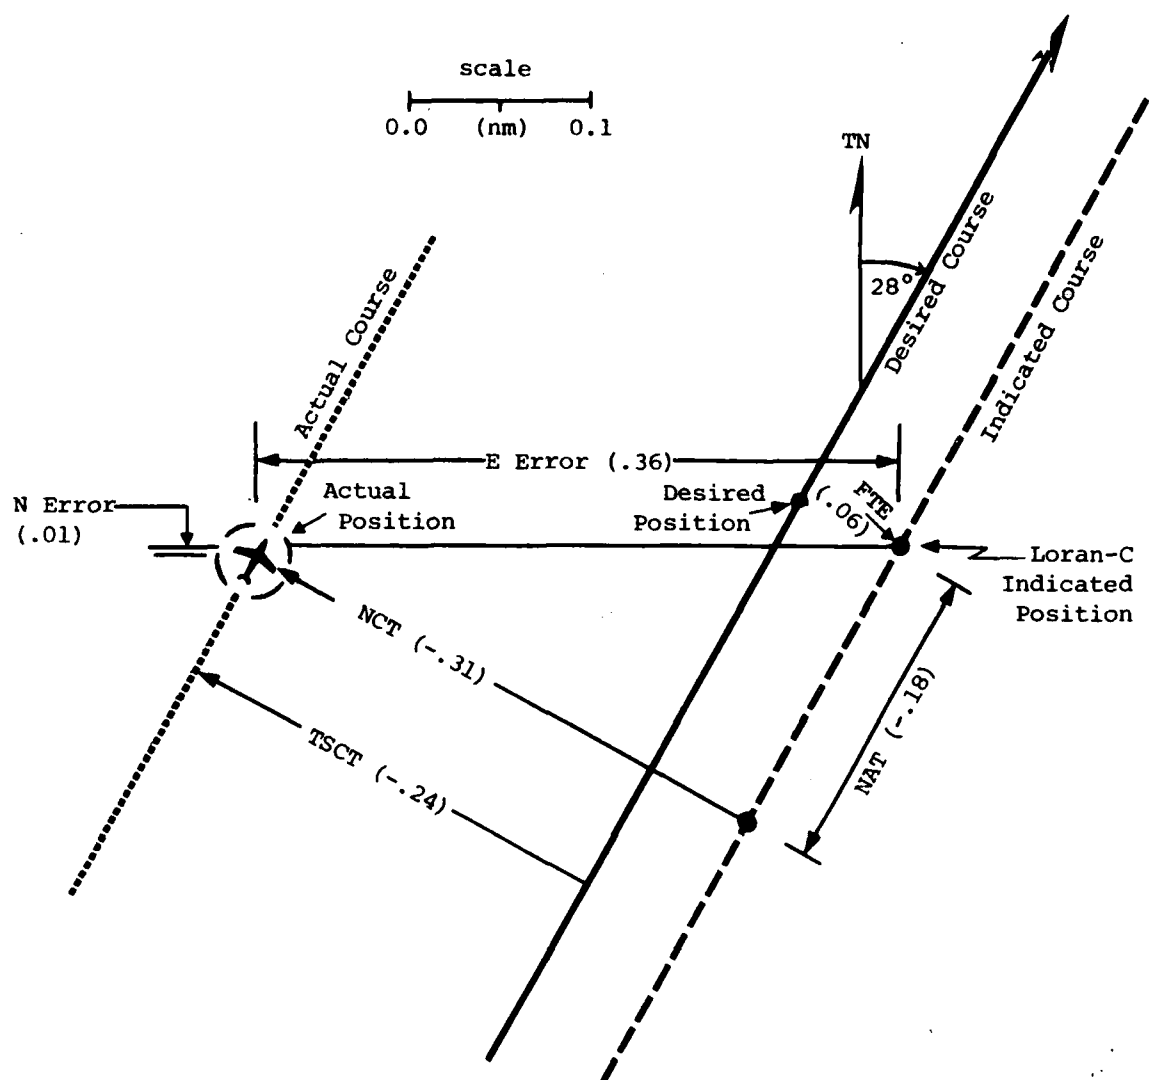 scale
0.0 (nm) 0.1
TN
28°
Desired Course
Indicated Course
Actual Course
E Error (.36)
N Error
(.01)
Actual
Position
Desired
Position
FTE
(.06)
Loran-C
Indicated
Position
NCT (-.31)
TSCT (-.24)
NAT (-.18)